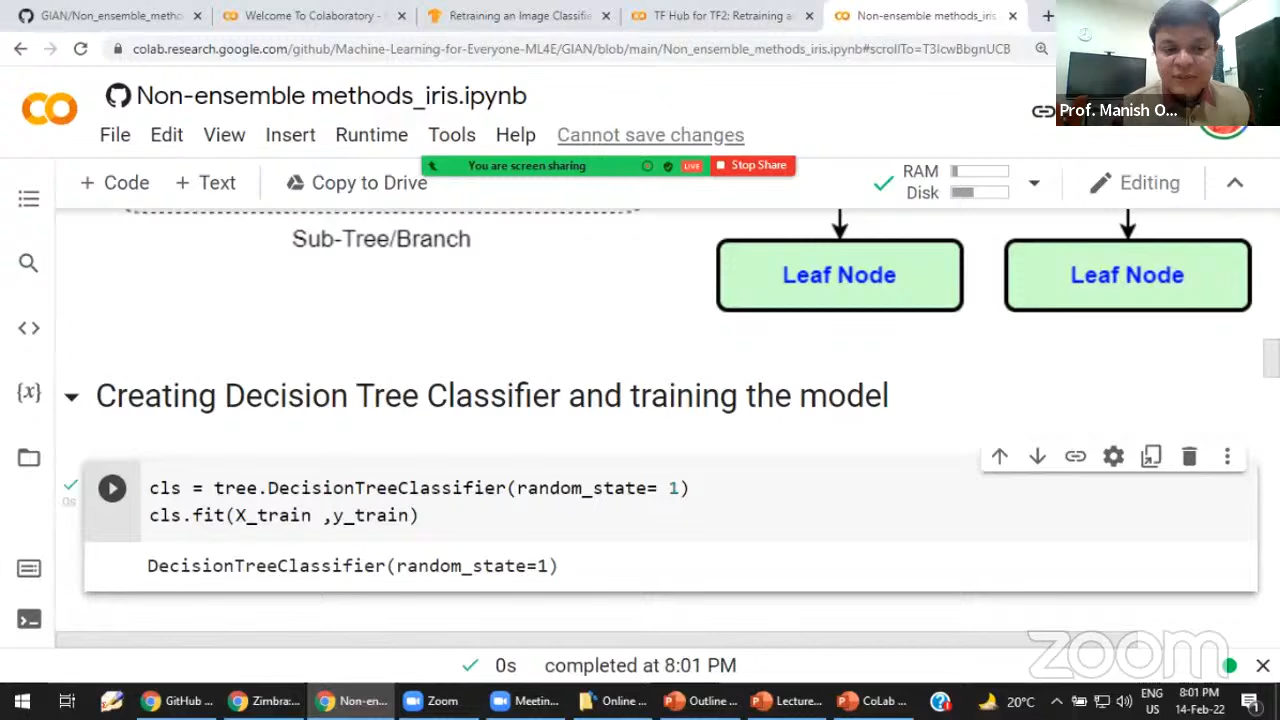 GIAN/Non_ensemble_metho
Welcome To Colaboratory -
Retraining an Image Classifie
TF Hub for TF2: Retraining a
Non-ensemble methods_iris.i
colab.research.google.com/github/Machine-Learning-for-Everyone-ML4E/GIAN/blob/main/Non_ensemble_methods_iris.ipynb#scrollTo=T3IcwBbgnUCB
Prof. Manish O...
CO
Non-ensemble methods_iris.ipynb
File Edit View Insert Runtime Tools Help Cannot save changes
You are screen sharing
LIVE
Stop Share
+ Code + Text
Copy to Drive
RAM
Disk
Editing
Sub-Tree/Branch
Leaf Node
Leaf Node
{x}
Creating Decision Tree Classifier and training the model
0s
cls = tree.DecisionTreeClassifier(random_state= 1)
cls.fit(X_train ,y_train)
DecisionTreeClassifier(random_state=1)
zoom
0s completed at 8:01 PM
GitHub ...
Zimbra:...
Non-en...
Zoom
Meetin...
Online ...
Outline ...
Lecture...
CoLab ...
20°C
ENG
US
8:01 PM
14-Feb-22
1